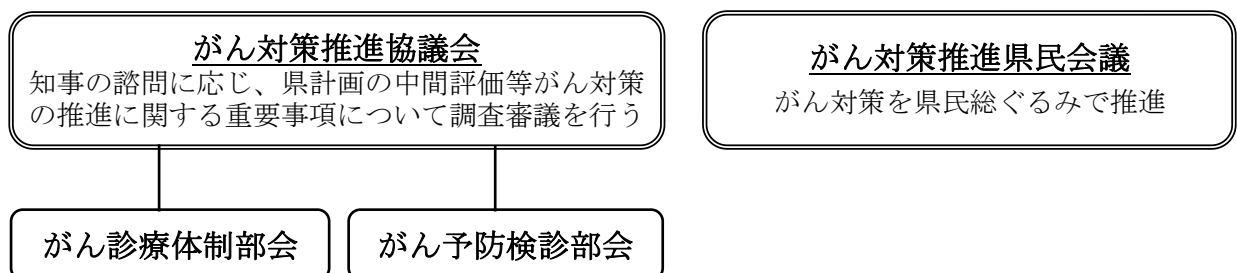 がん対策推進協議会
知事の諮問に応じ、県計画の中間評価等がん対策
の推進に関する重要事項について調査審議を行う
がん対策推進県民会議
がん対策を県民総ぐるみで推進
がん診療体制部会
がん予防検診部会